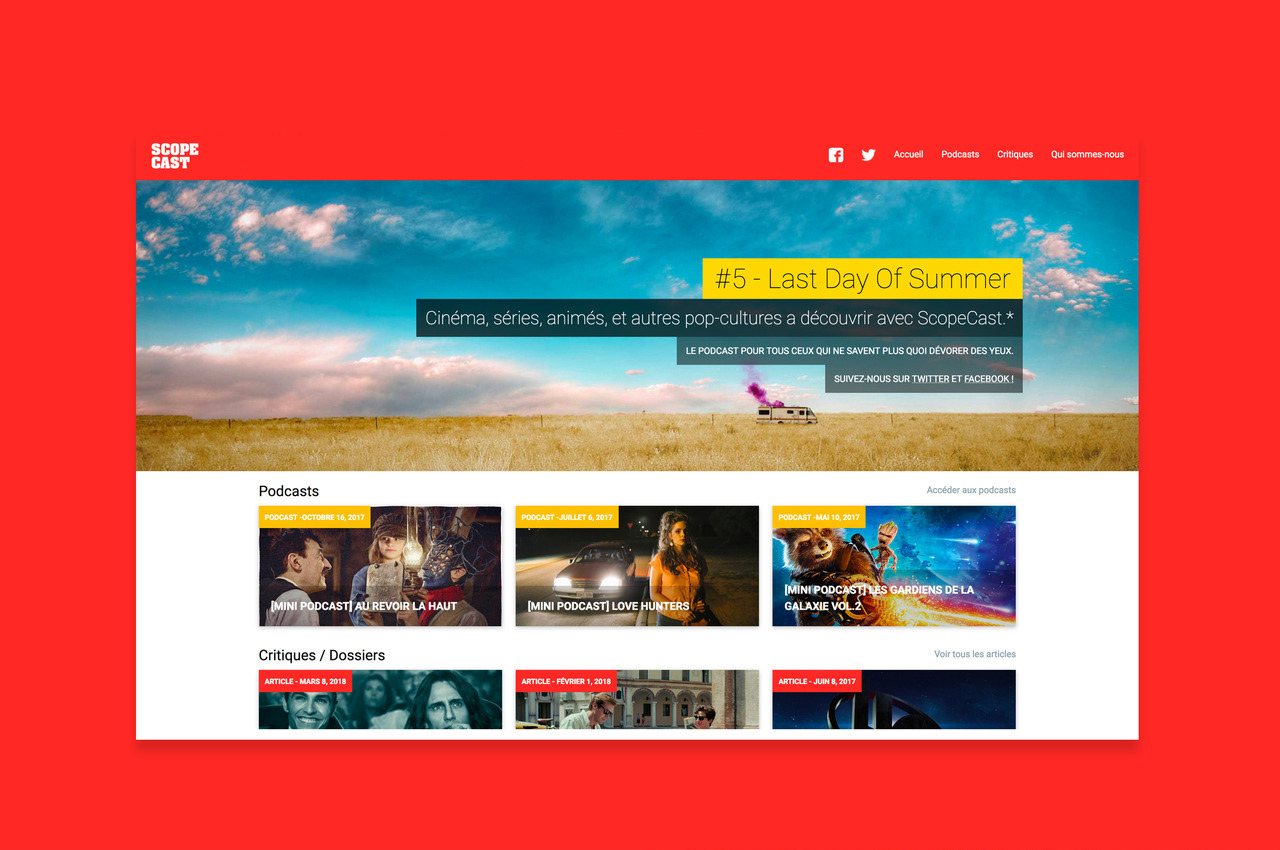 SCOPE
CAST
Accueil
Podcasts
Critiques
Qui sommes-nous
#5 - Last Day Of Summer
Cinéma, séries, animés, et autres pop-cultures a découvrir avec ScopeCast.*
LE PODCAST POUR TOUS CEUX QUI NE SAVENT PLUS QUOI DÉVORER DES YEUX.
SUIVEZ-NOUS SUR TWITTER ET FACEBOOK !
Podcasts
Accéder aux podcasts
PODCAST -OCTOBRE 16, 2017
[MINI PODCAST] AU REVOIR LA HAUT
PODCAST -JUILLET 6, 2017
[MINI PODCAST] LOVE HUNTERS
PODCAST -MAI 10, 2017
[MINI PODCAST] LES GARDIENS DE LA
GALAXIE VOL.2
Critiques / Dossiers
Voir tous les articles
ARTICLE - MARS 8, 2018
ARTICLE - FÉVRIER 1, 2018
ARTICLE - JUIN 8, 2017